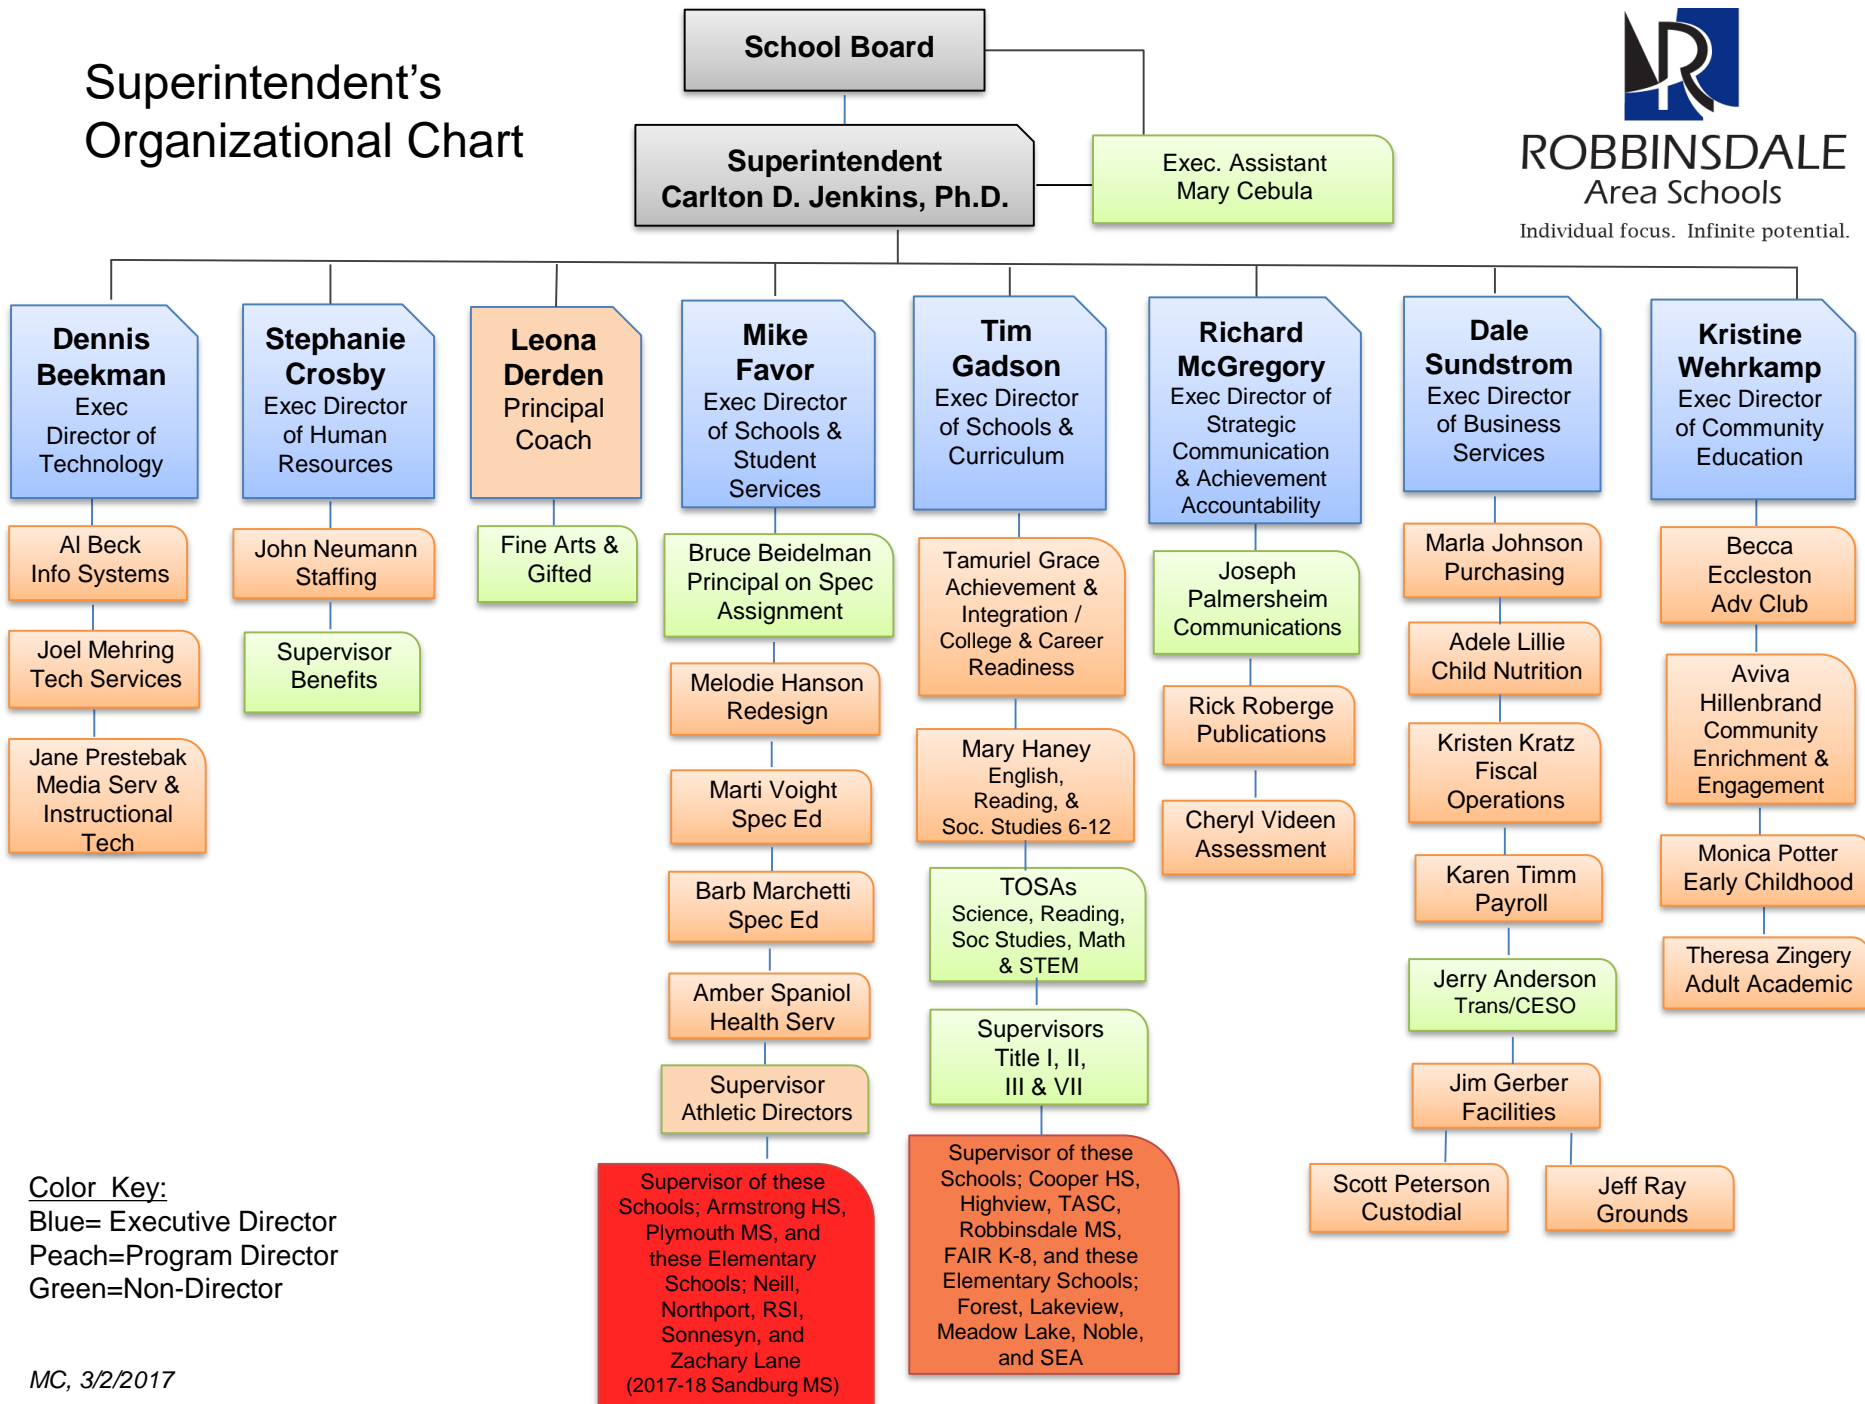 Superintendent's
Organizational Chart
School Board
Superintendent
Carlton D. Jenkins, Ph.D.
Exec. Assistant
Mary Cebula
R
ROBBINSDALE
Area Schools
Individual focus. Infinite potential.
Dennis
Beekman
Exec
Director of
Technology
Al Beck
Info Systems
Joel Mehring
Tech Services
Jane Prestebak
Media Serv &
Instructional
Tech
Stephanie
Crosby
Exec Director
of Human
Resources
John Neumann
Staffing
Supervisor
Benefits
Leona
Derden
Principal
Coach
Fine Arts &
Gifted
Mike
Favor
Exec Director
of Schools &
Student
Services
Bruce Beidelman
Principal on Spec
Assignment
Melodie Hanson
Redesign
Marti Voight
Spec Ed
Barb Marchetti
Spec Ed
Amber Spaniol
Health Serv
Supervisor
Athletic Directors
Supervisor of these
Schools; Armstrong HS,
Plymouth MS, and
these Elementary
Schools; Neill,
Northport, RSI,
Sonnesyn, and
Zachary Lane
(2017-18 Sandburg MS)
Tim
Gadson
Exec Director
of Schools &
Curriculum
Tamuriel Grace
Achievement &
Integration /
College & Career
Readiness
Mary Haney
English,
Reading, &
Soc. Studies 6-12
TOSAs
Science, Reading,
Soc Studies, Math
& STEM
Supervisors
Title I, II,
III & VII
Supervisor of these
Schools; Cooper HS,
Highview, TASC,
Robbinsdale MS,
FAIR K-8, and these
Elementary Schools;
Forest, Lakeview,
Meadow Lake, Noble,
and SEA
Richard
McGregory
Exec Director of
Strategic
Communication
& Achievement
Accountability
Joseph
Palmersheim
Communications
Rick Roberge
Publications
Cheryl Videen
Assessment
Dale
Sundstrom
Exec Director
of Business
Services
Marla Johnson
Purchasing
Adele Lillie
Child Nutrition
Kristen Kratz
Fiscal
Operations
Karen Timm
Payroll
Jerry Anderson
Trans/CESO
Jim Gerber
Facilities
Scott Peterson
Custodial
Jeff Ray
Grounds
Kristine
Wehrkamp
Exec Director
of Community
Education
Becca
Eccleston
Adv Club
Aviva
Hillenbrand
Community
Enrichment &
Engagement
Monica Potter
Early Childhood
Theresa Zingery
Adult Academic
Color Key:
Blue= Executive Director
Peach=Program Director
Green=Non-Director
MC, 3/2/2017